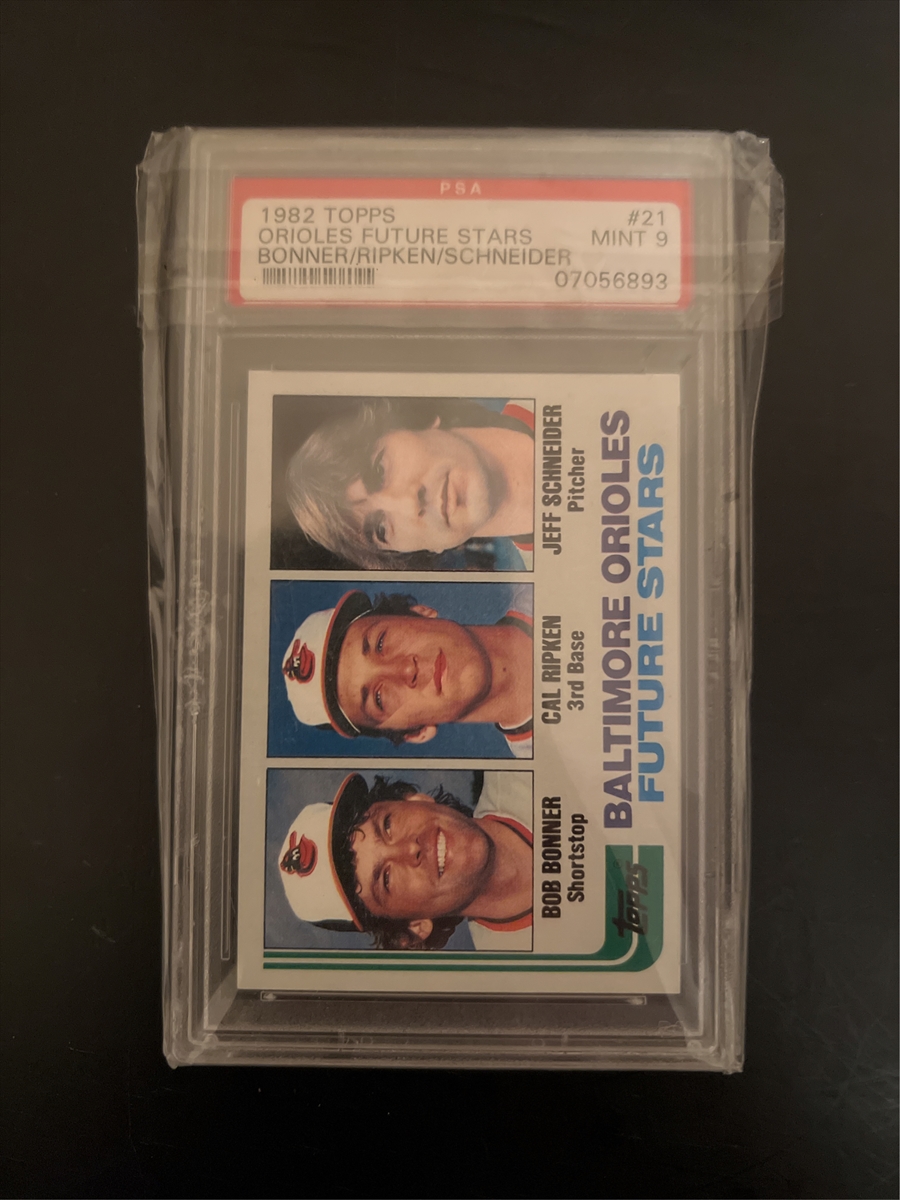 PSA
1982 TOPPS #21
ORIOLES FUTURE STARS MINT 9
BONNER/RIPKEN/SCHNEIDER
07056893
BOB BONNER
Shortstop
CAL RIPKEN
3rd Base
JEFF SCHNEIDER
Pitcher
TOPPS
BALTIMORE ORIOLES
FUTURE STARS